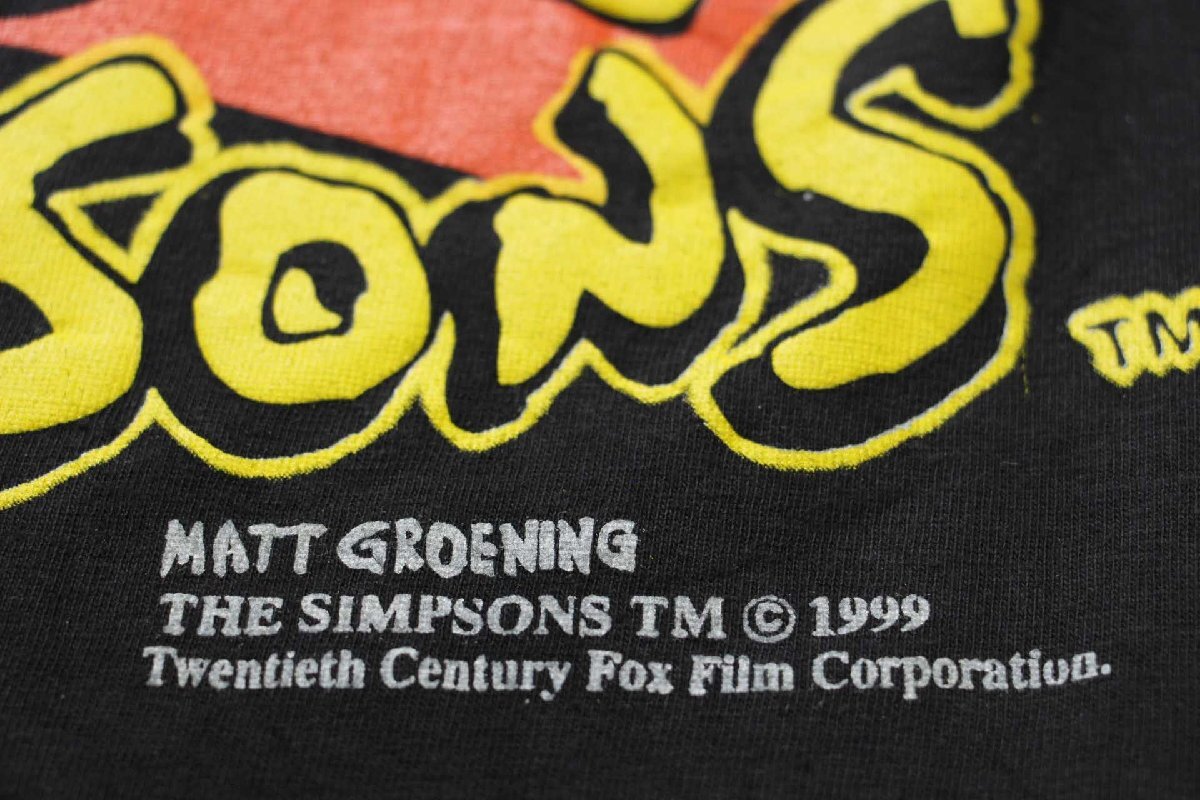 SONS TM
MATT GROENING
THE SIMPSONS TM © 1999
Twentieth Century Fox Film Corporation.